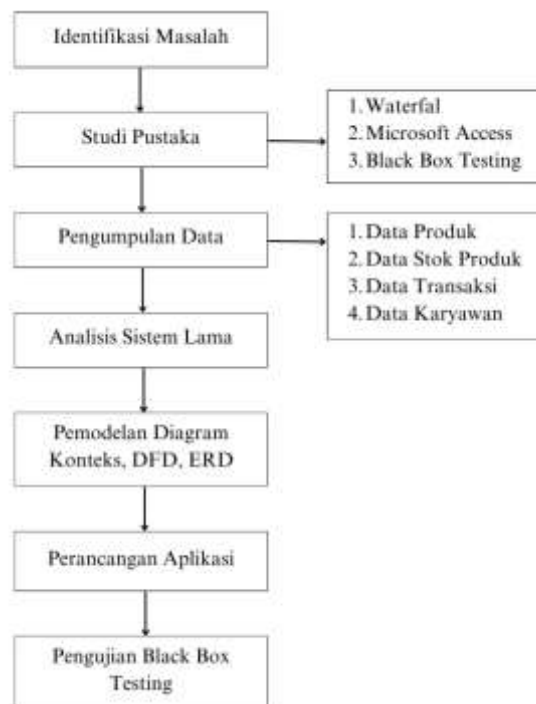 Identifikasi Masalah
Studi Pustaka
1. Waterfal
2. Microsoft Access
3. Black Box Testing
Pengumpulan Data
1. Data Produk
2. Data Stok Produk
3. Data Transaksi
4. Data Karyawan
Analisis Sistem Lama
Pemodelan Diagram
Konteks, DFD, ERD
Perancangan Aplikasi
Pengujian Black Box
Testing